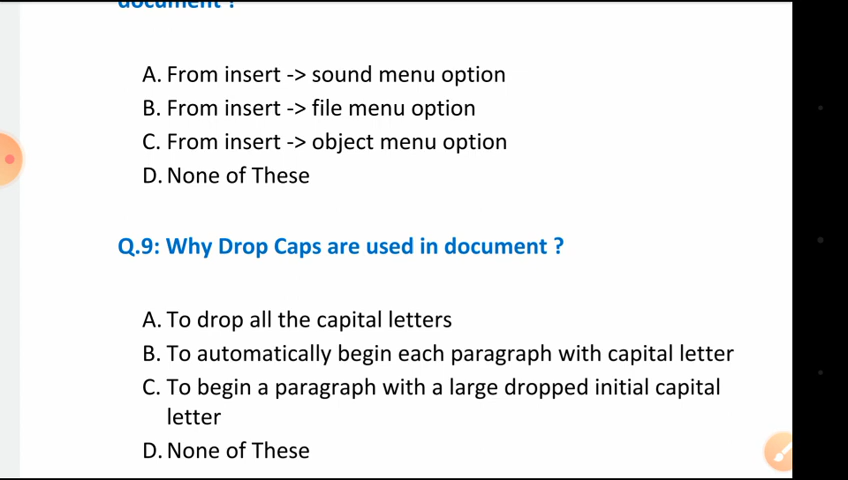 document ?
A. From insert -> sound menu option
B. From insert -> file menu option
C. From insert -> object menu option
D. None of These
Q.9: Why Drop Caps are used in document ?
A. To drop all the capital letters
B. To automatically begin each paragraph with capital letter
C. To begin a paragraph with a large dropped initial capital
letter
D. None of These